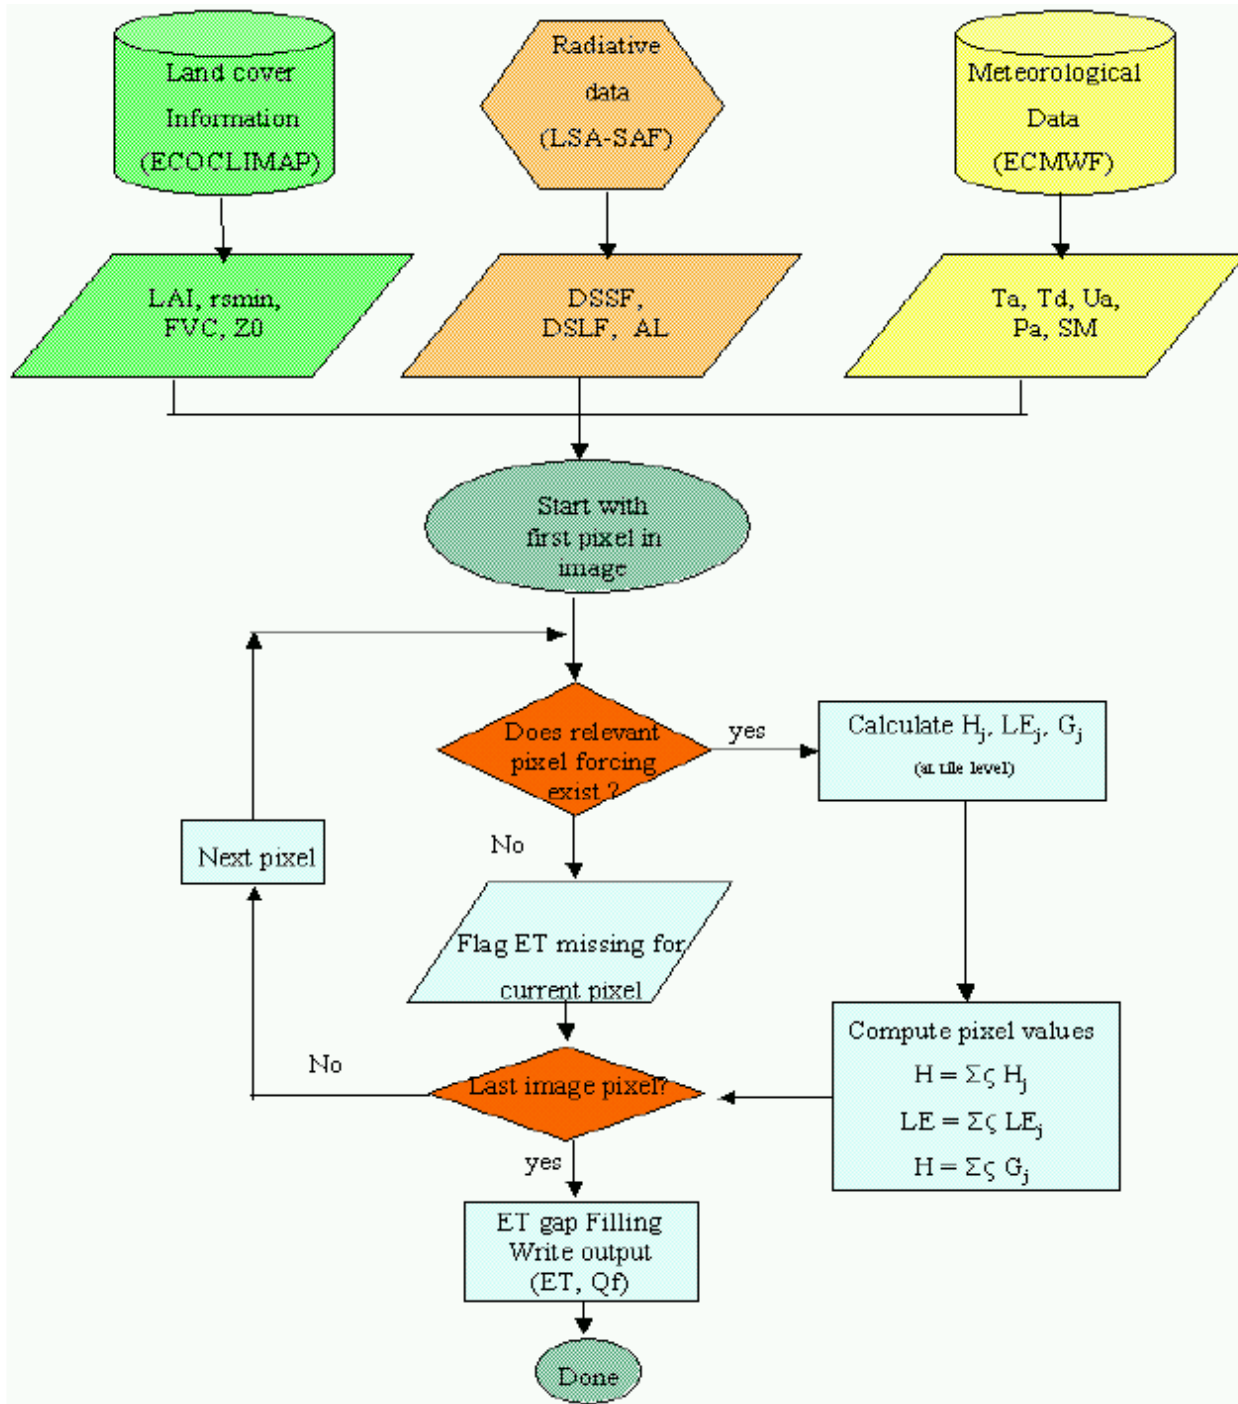 Land cover
Information
(ECOCLIMAP)
Radiative
data
(LSA-SAF)
Meteorological
Data
(ECMWF)
LAI, rsmin,
FVC, Z0
DSSF,
DSLF, AL
Ta, Td, Ua,
Pa, SM
Start with
first pixel in
image
Does relevant
pixel forcing
exist ?
yes
Calculate Hj, LEj, Gj
(at tile level)
No
Next pixel
Flag ET missing for
current pixel
Compute pixel values
H = Σς Hj
LE = Σς LEj
H = Σς Gj
No
Last image pixel?
yes
ET gap Filling
Write output
(ET, Qf)
Done